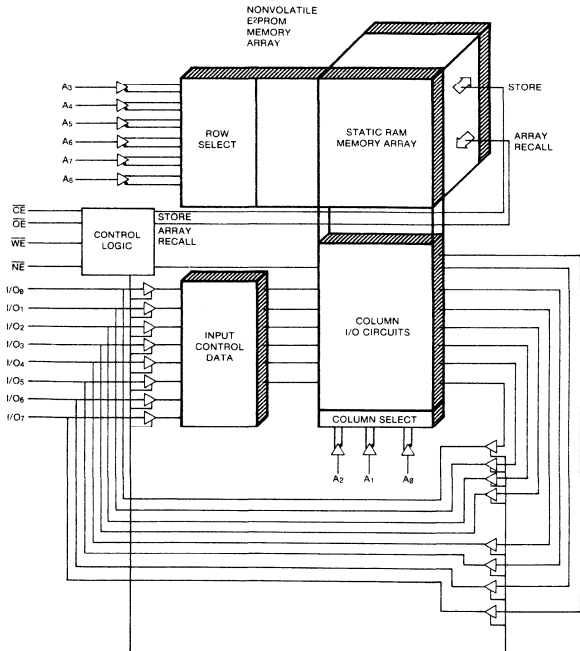 NONVOLATILE
E²PROM
MEMORY
ARRAY
STORE
ARRAY
RECALL
A3
A4
A5
A6
A7
A8
ROW
SELECT
STATIC RAM
MEMORY ARRAY
CE
OE
WE
NE
CONTROL
LOGIC
STORE
ARRAY
RECALL
I/O0
I/O1
I/O2
I/O3
I/O4
I/O5
I/O6
I/O7
INPUT
CONTROL
DATA
COLUMN
I/O CIRCUITS
COLUMN SELECT
A2 A1 A0